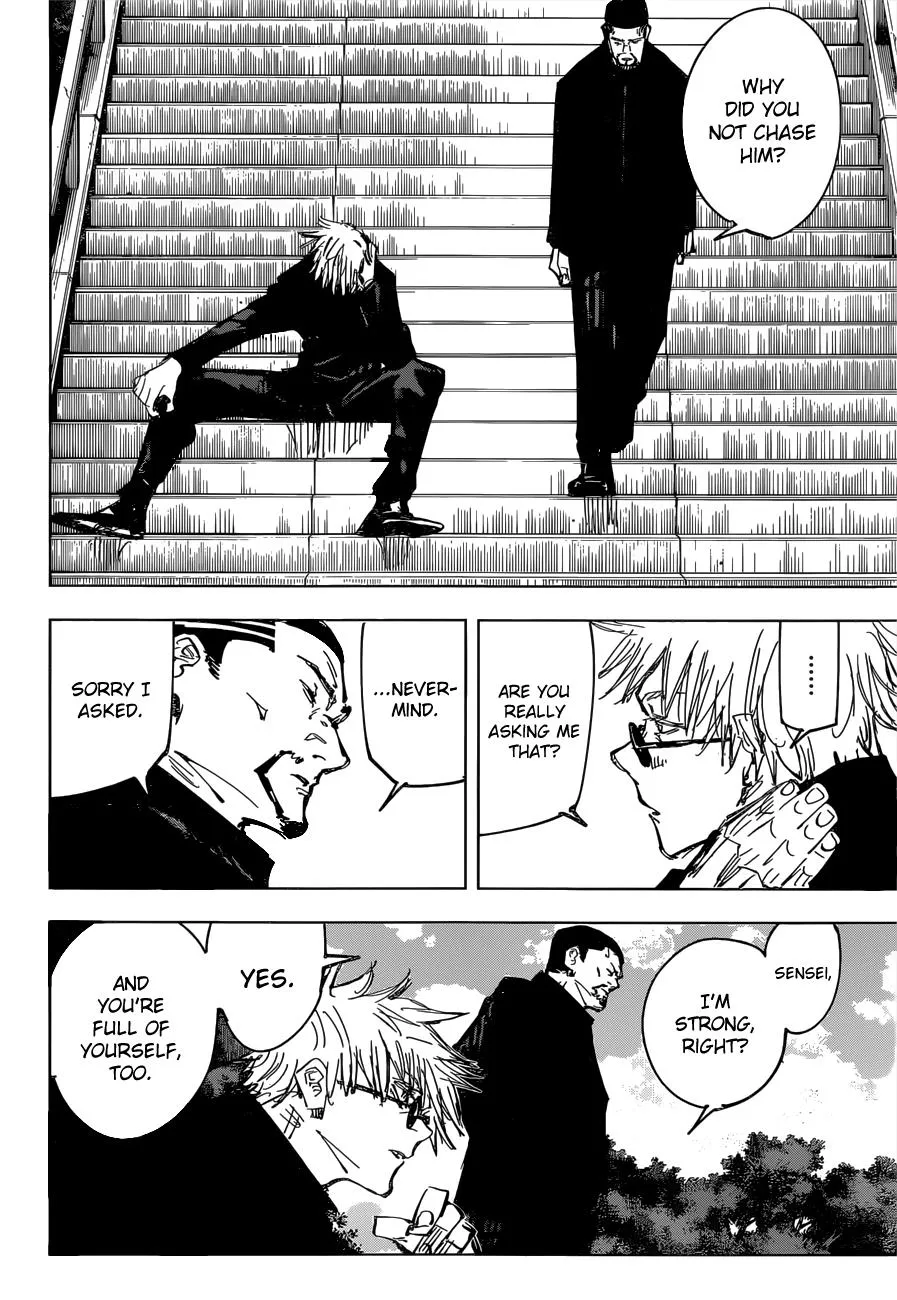 WHY
DID YOU
NOT CHASE
HIM?
......
ARE YOU
REALLY
ASKING ME
THAT?
...NEVER-
MIND.
SORRY I
ASKED.
SENSEI,
I'M
STRONG,
RIGHT?
YES.
AND
YOU'RE
FULL OF
YOURSELF,
TOO.